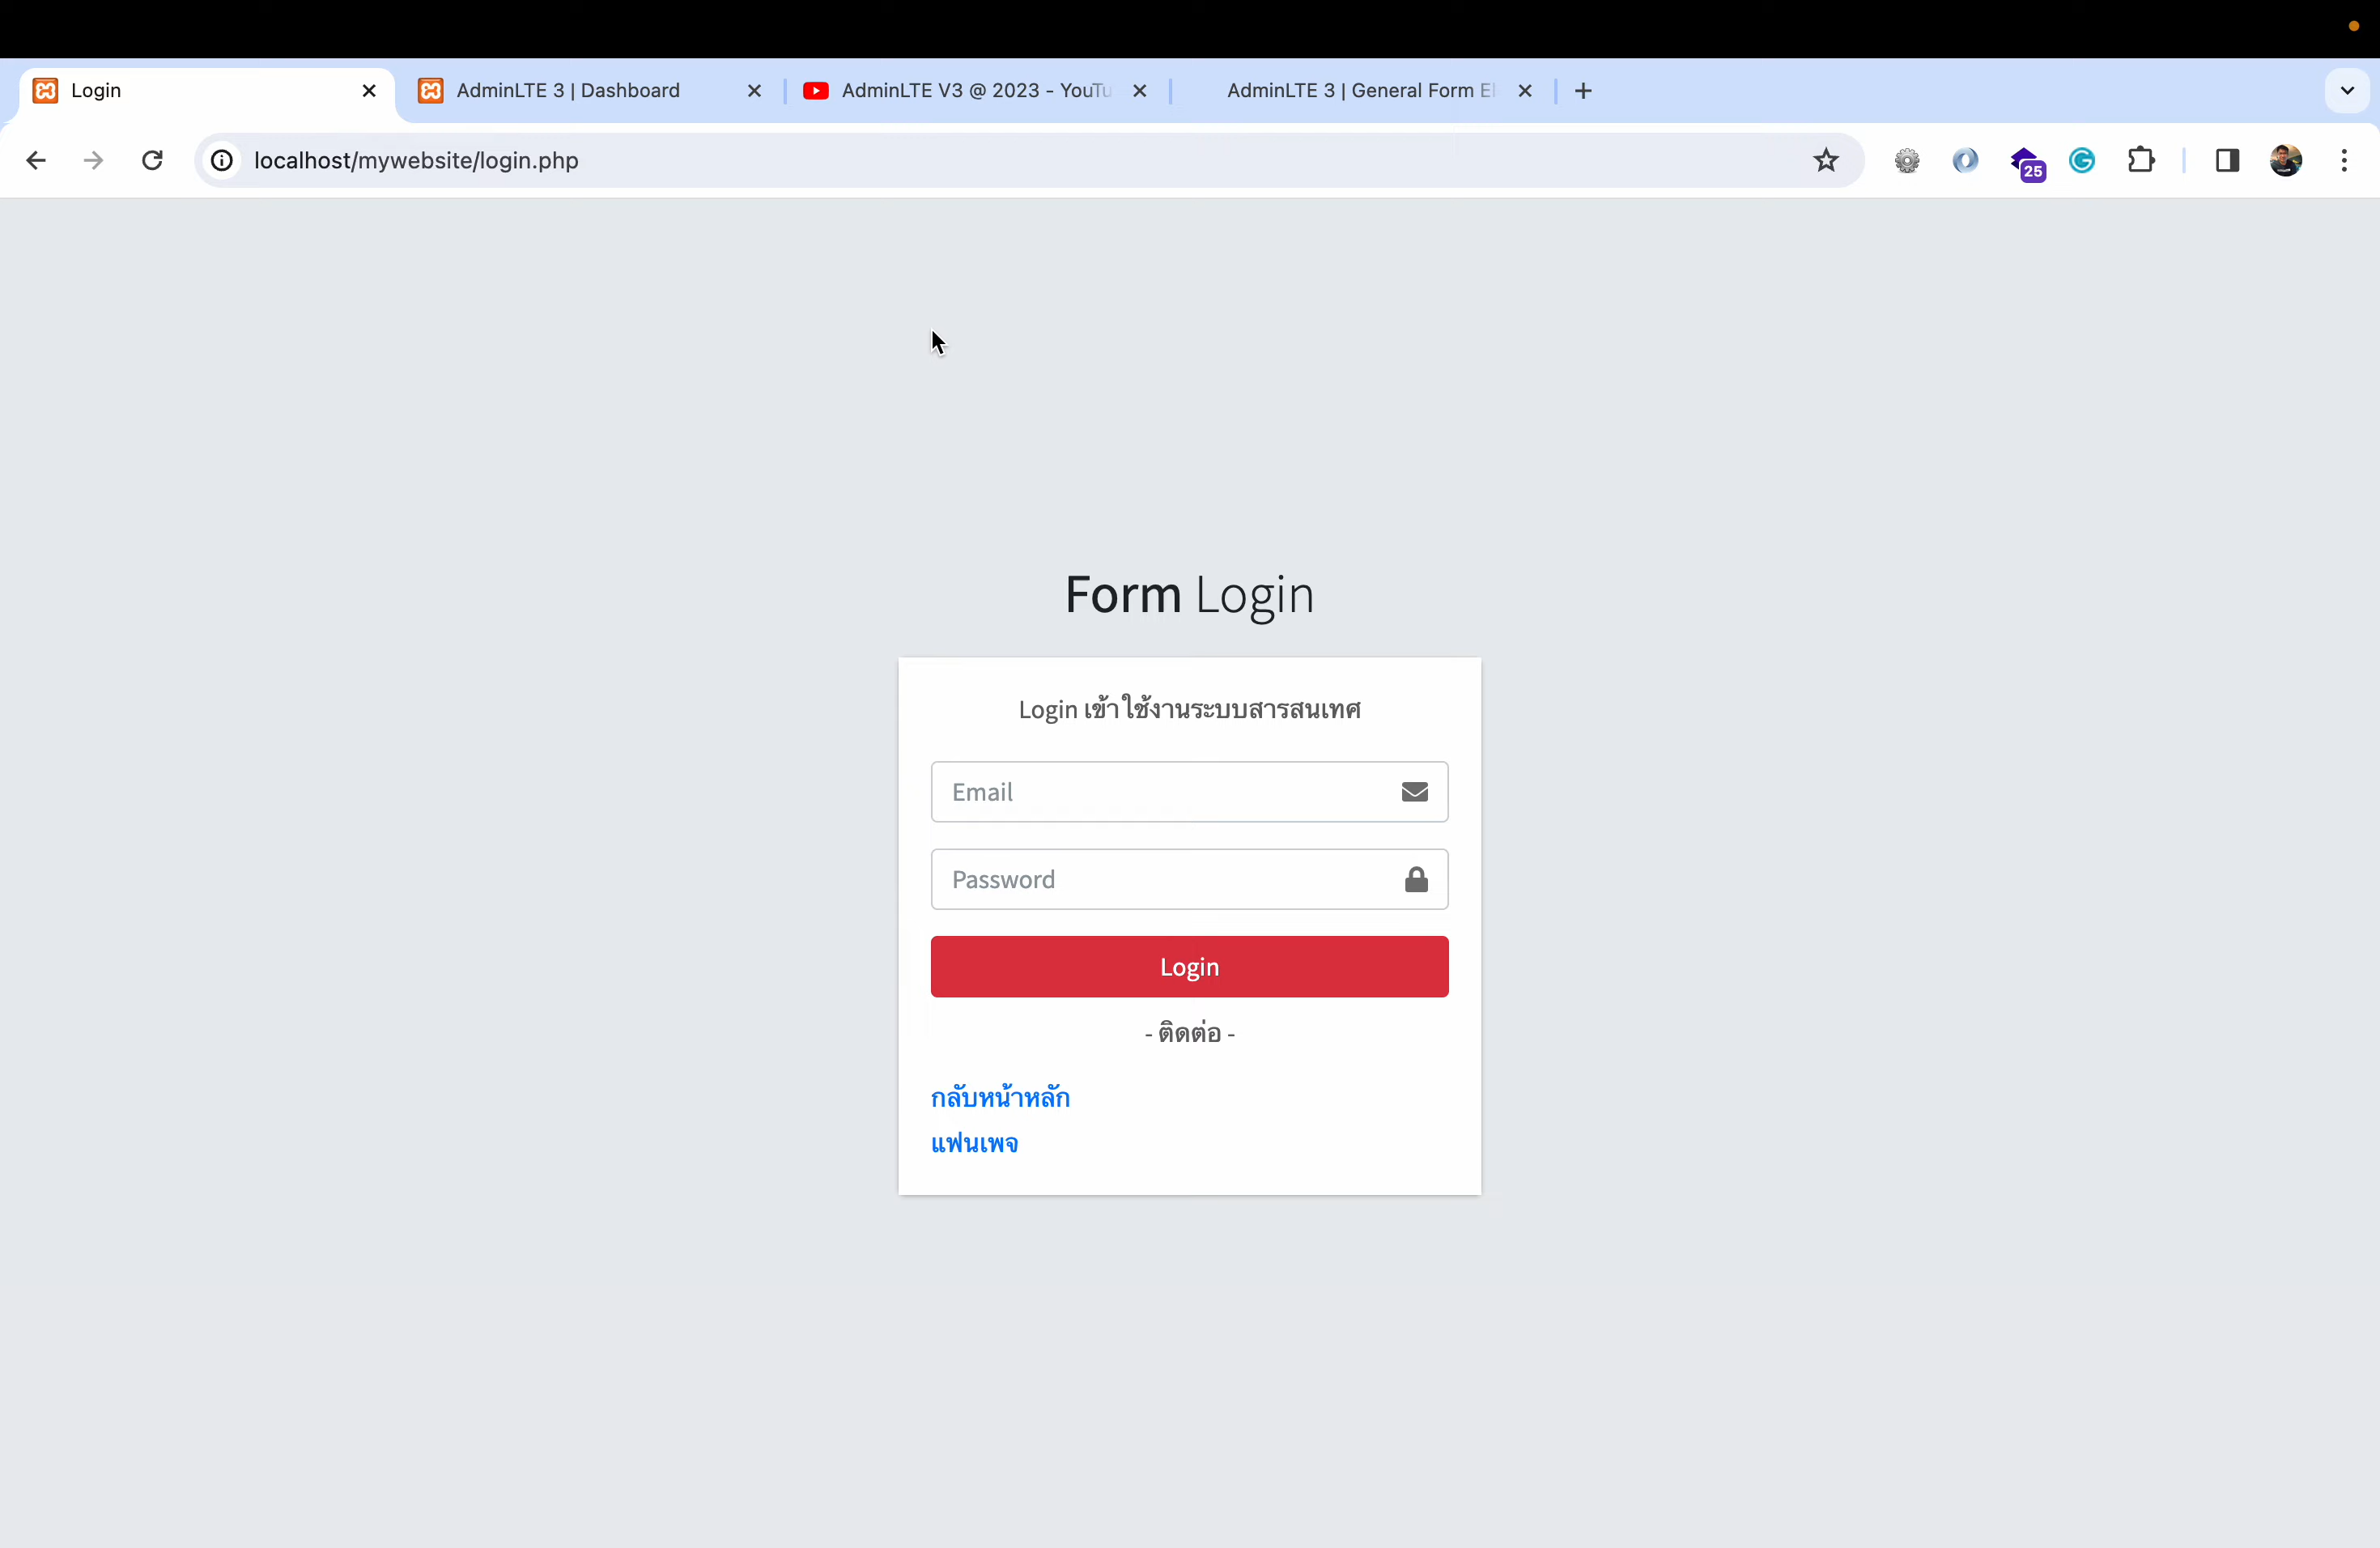 Login
AdminLTE 3 | Dashboard
AdminLTE V3 @ 2023 - YouTu
AdminLTE 3 | General Form El
localhost/mywebsite/login.php
25
Form Login
Login เข้าใช้งานระบบสารสนเทศ
Email
Password
Login
- ติดต่อ -
กลับหน้าหลัก
แฟนเพจ